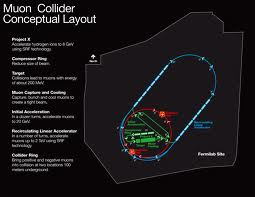 Muon Collider
Conceptual Layout
Project X
Accelerate hydrogen ions to 8 GeV
using SRF technology.
Compressor Ring
Reduce size of beam.
Target
Collisions lead to muons with energy
of about 200 MeV.
Muon Capture and Cooling
Capture, bunch and cool muons to
create a tight beam.
Initial Acceleration
In a dozen turns, accelerate muons
to 20 GeV.
Recirculating Linear Accelerator
In a number of turns, accelerate
muons up to 2 TeV using SRF
technology.
Collider Ring
Bring positive and negative muons
into collision at two locations 100
meters underground.
North
Fermilab Site